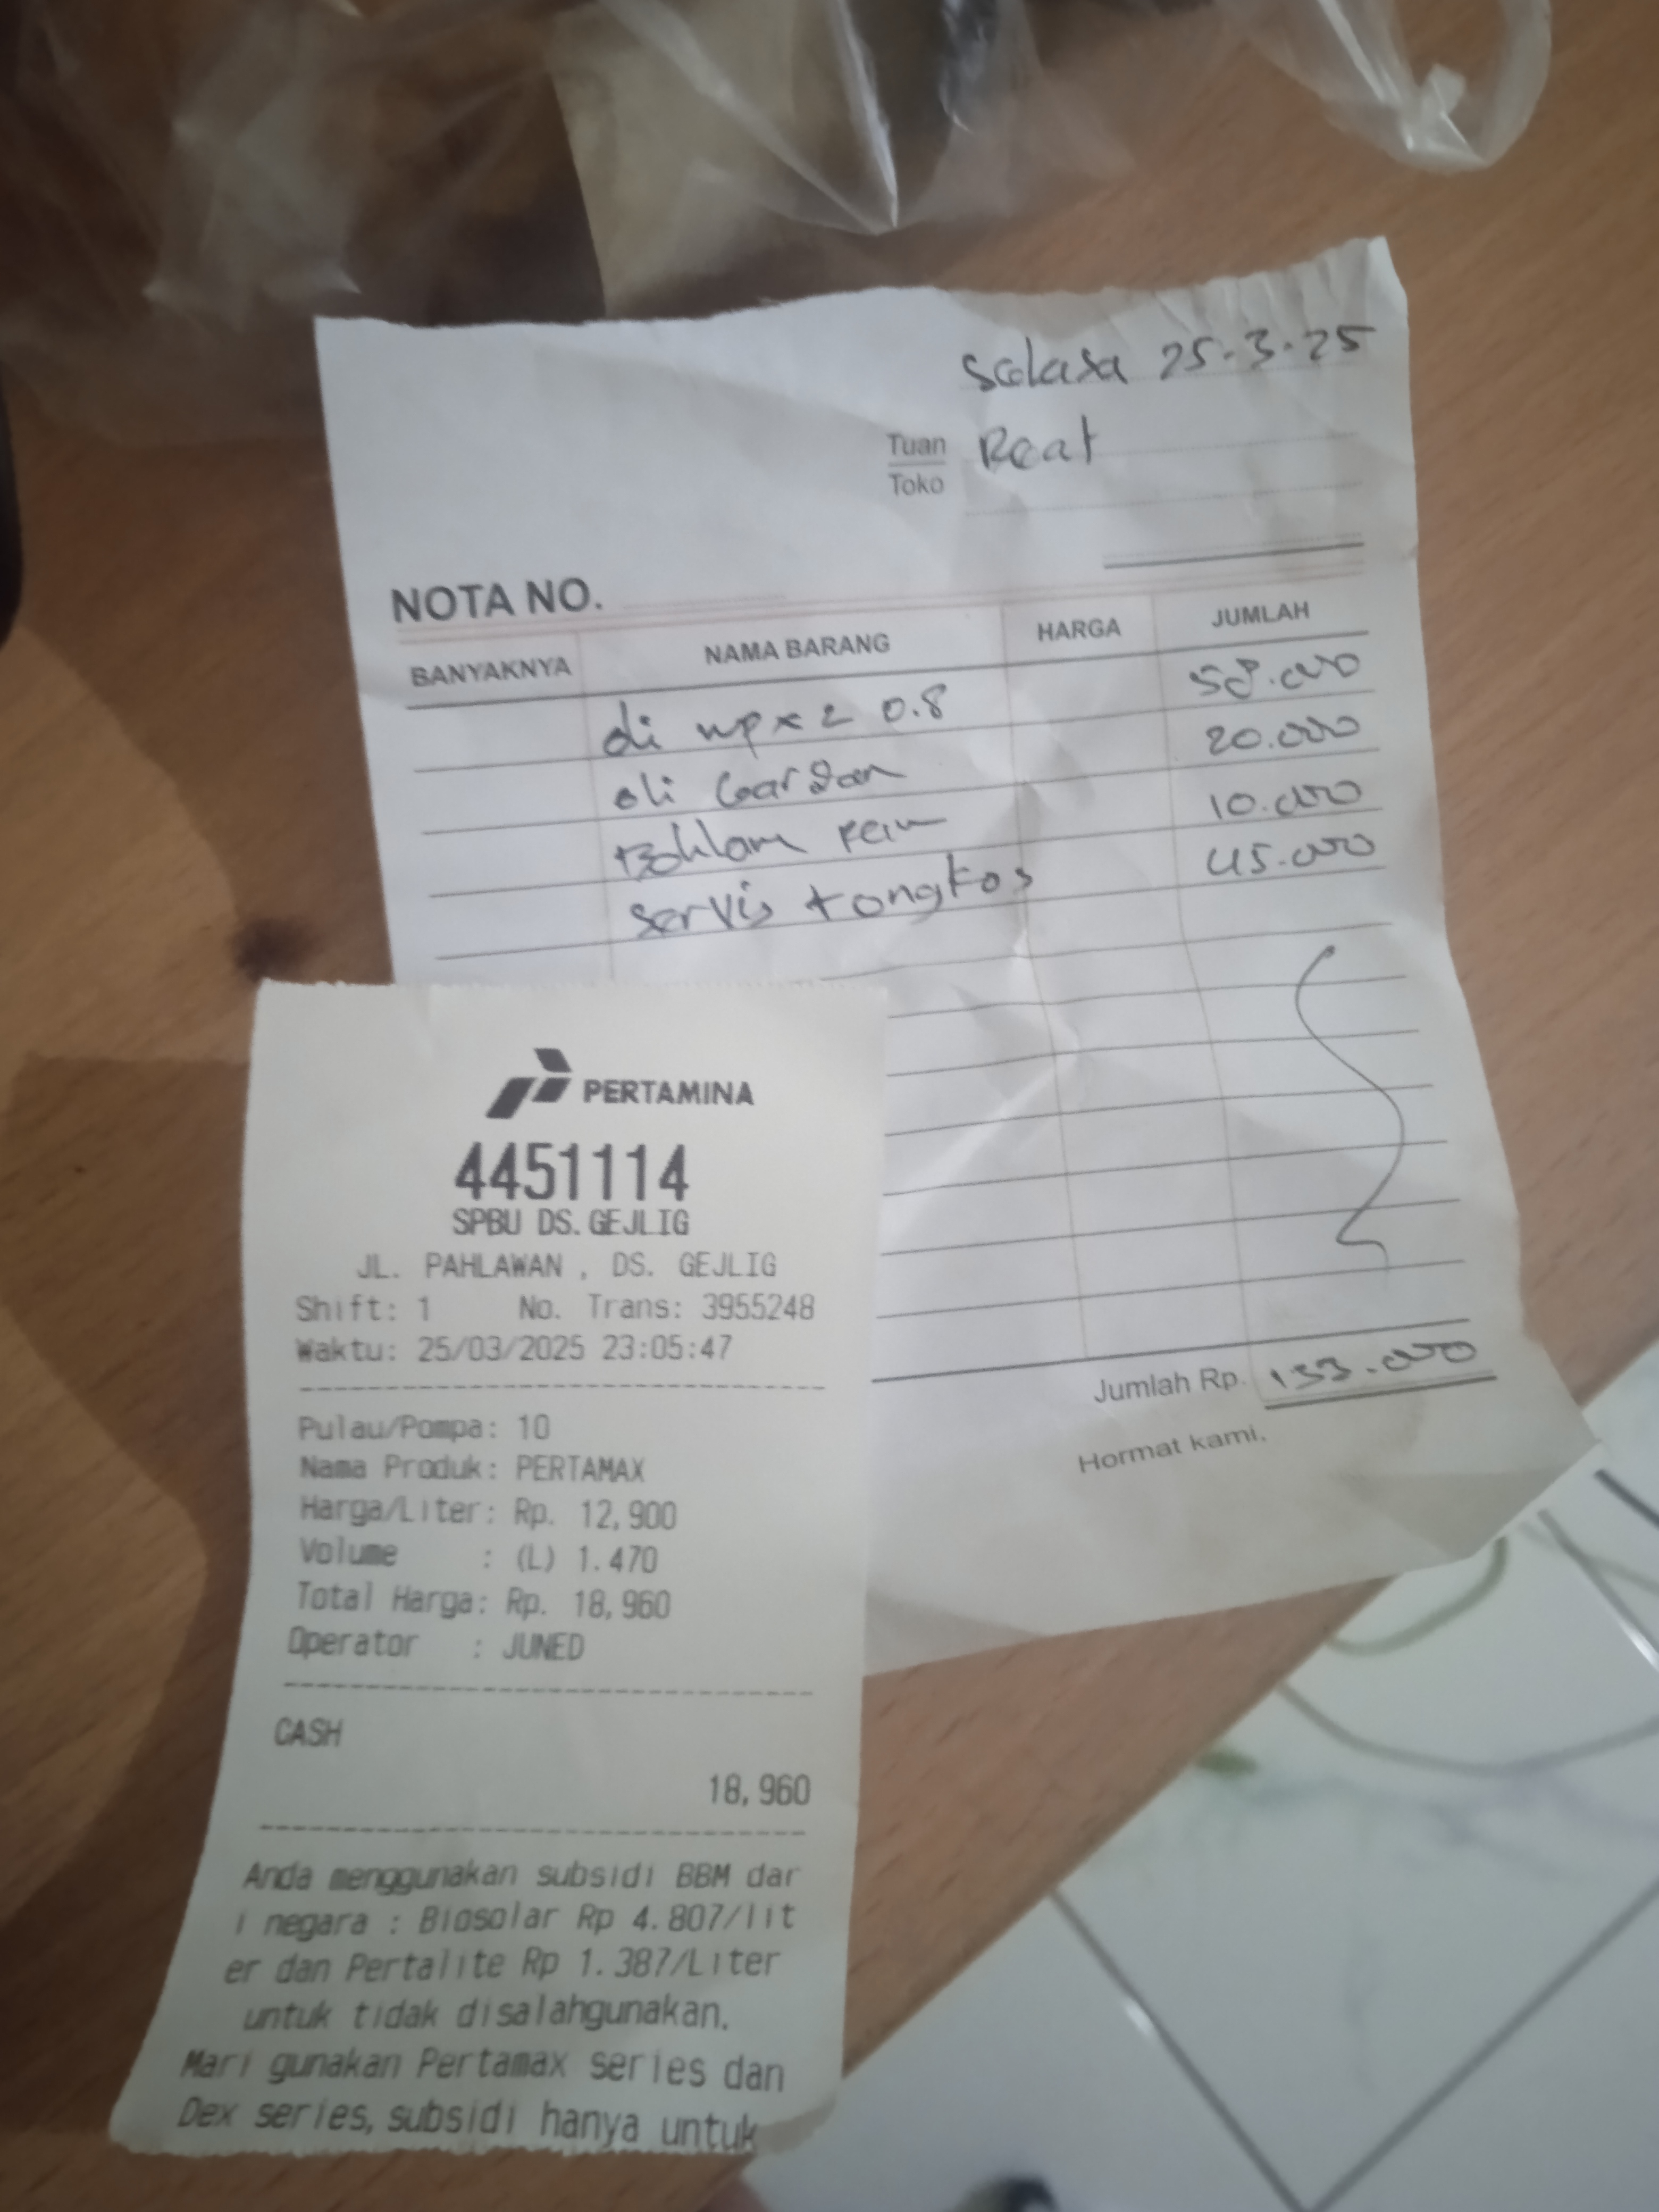 Selasa 25-3-25
Tuan Beat
Toko
NOTA NO.
BANYAKNYA NAMA BARANG HARGA JUMLAH
oli mpx 2 0.8 58.000
oli Gardan 20.000
Bohlam rem 10.000
servis + ongkos 45.000
Jumlah Rp. 133.000
Hormat kami,
PERTAMINA
4451114
SPBU DS. GEJLIG
JL. PAHLAWAN , DS. GEJLIG
Shift: 1 No. Trans: 3955248
Waktu: 25/03/2025 23:05:47
Pulau/Pompa: 10
Nama Produk: PERTAMAX
Harga/Liter: Rp. 12,900
Volume : (L) 1.470
Total Harga: Rp. 18,960
Operator : JUNED
CASH
18,960
Anda menggunakan subsidi BBM dar
i negara : Biosolar Rp 4.807/lit
er dan Pertalite Rp 1.387/Liter
untuk tidak disalahgunakan.
Mari gunakan Pertamax series dan
Dex series, subsidi hanya untuk